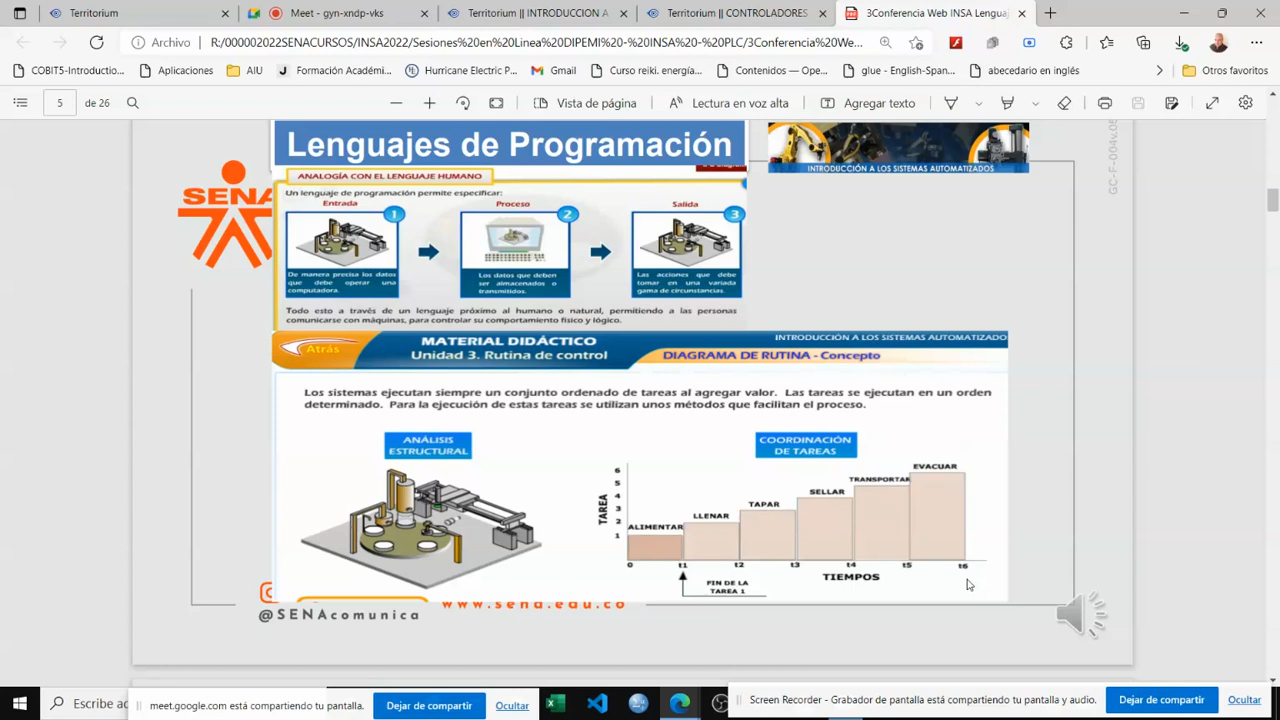 Territorium
Meet - gyn-xndp-vks
Territorium || INTRODUCCION A
Territorium || CONTROLADORES
3Conferencia Web INSA Lenguaj
Archivo
R:/000002022SENACURSOS/INSA2022/Sesiones%20en%20Linea%20DIPEMI%20-%20INSA%20-%20PLC/3Conferencia%20We...
COBIT5-Introductio...
Aplicaciones
AIU
Formación Académi...
Hurricane Electric P...
Gmail
Curso reiki. energía...
Contenidos — Ope...
glue - English-Span...
abecedario en inglés
Otros favoritos
5
de 26
Vista de página
Lectura en voz alta
Agregar texto
Lenguajes de Programación
INTRODUCCIÓN A LOS SISTEMAS AUTOMATIZADOS
SENA
ANALOGÍA CON EL LENGUAJE HUMANO
Un lenguaje de programación permite especificar:
Entrada
Proceso
Salida
1
2
3
De manera precisa los datos
que debe operar una
computadora.
Los datos que deben
ser almacenados o
transmitidos.
Las acciones que debe
tomar en una variada
gama de circunstancias.
Todo esto a través de un lenguaje próximo al humano o natural, permitiendo a las personas
comunicarse con máquinas, para controlar su comportamiento físico y lógico.
Atrás
MATERIAL DIDÁCTICO
Unidad 3. Rutina de control
INTRODUCCIÓN A LOS SISTEMAS AUTOMATIZADO
DIAGRAMA DE RUTINA - Concepto
Los sistemas ejecutan siempre un conjunto ordenado de tareas al agregar valor. Las tareas se ejecutan en un orden
determinado. Para la ejecución de estas tareas se utilizan unos métodos que facilitan el proceso.
ANÁLISIS
ESTRUCTURAL
COORDINACIÓN
DE TAREAS
TAREA
6
5
4
3
2
1
ALIMENTAR
LLENAR
TAPAR
SELLAR
TRANSPORTAR
EVACUAR
0
t1
t2
t3
t4
t5
t6
TIEMPOS
FIN DE LA
TAREA 1
www.sena.edu.co
@SENAcomunica
Escribe ac
meet.google.com está compartiendo tu pantalla.
Dejar de compartir
Ocultar
Screen Recorder - Grabador de pantalla está compartiendo tu pantalla y audio.
Dejar de compartir
Ocultar